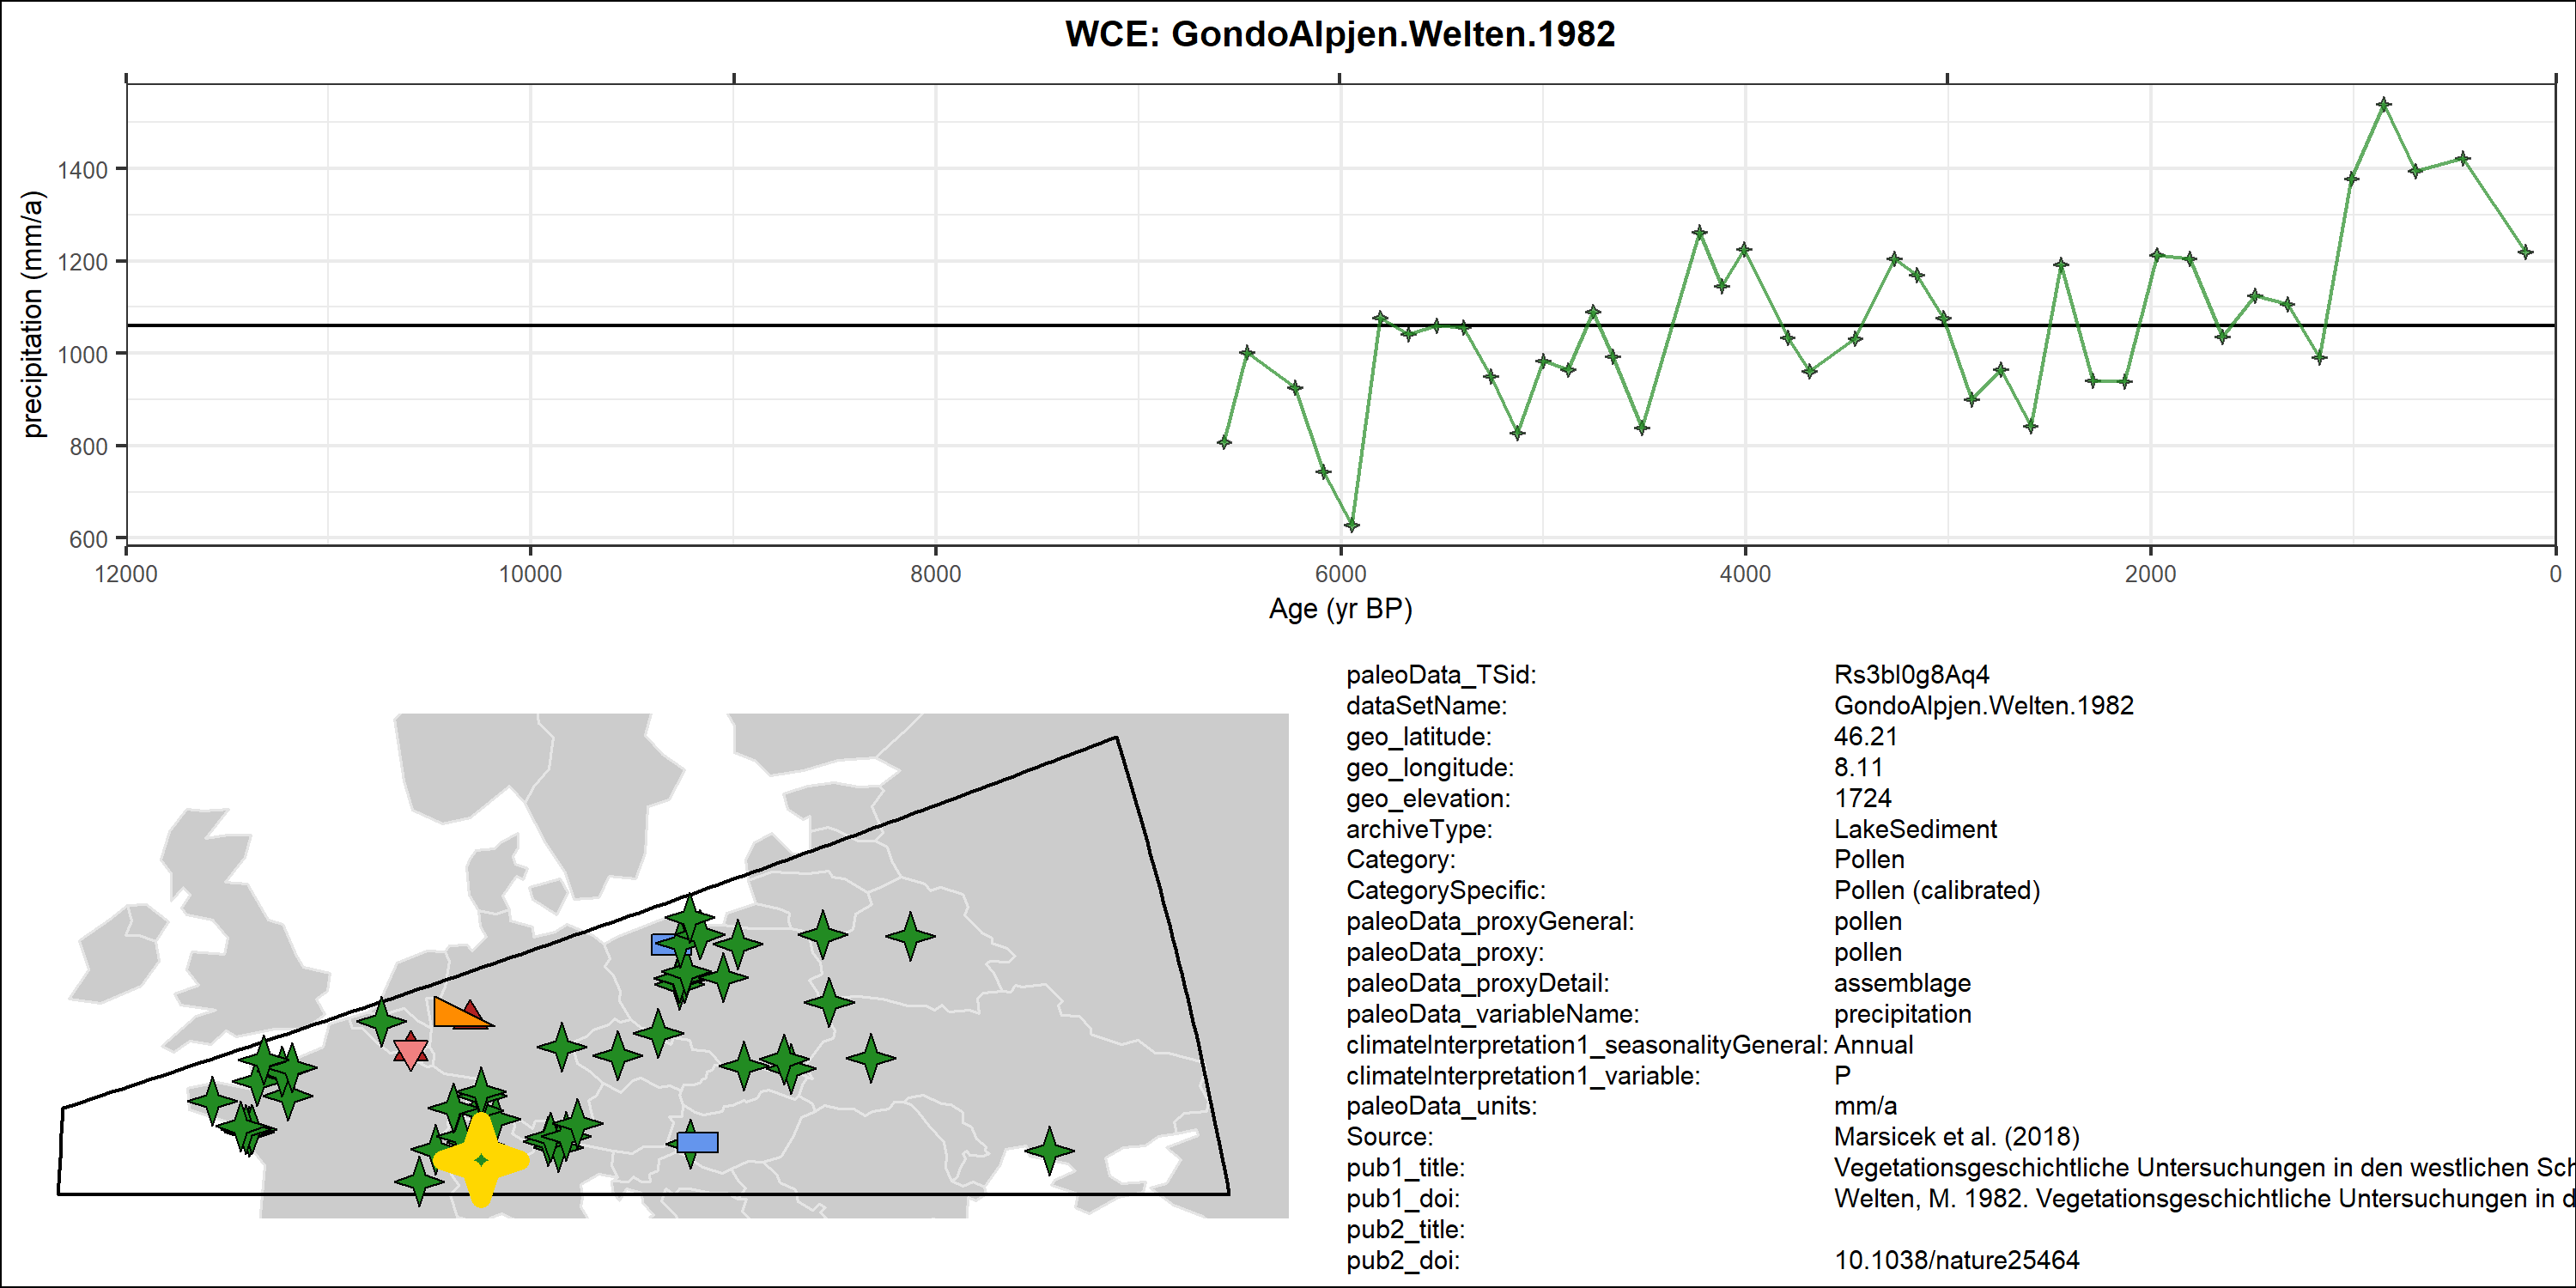 WCE: GondoAlpjen.Welten.1982
precipitation (mm/a)
1400
1200
1000
800
600
12000 10000 8000 6000 4000 2000 0
Age (yr BP)
paleoData_TSid: Rs3bl0g8Aq4
dataSetName: GondoAlpjen.Welten.1982
geo_latitude: 46.21
geo_longitude: 8.11
geo_elevation: 1724
archiveType: LakeSediment
Category: Pollen
CategorySpecific: Pollen (calibrated)
paleoData_proxyGeneral: pollen
paleoData_proxy: pollen
paleoData_proxyDetail: assemblage
paleoData_variableName: precipitation
climateInterpretation1_seasonalityGeneral: Annual
climateInterpretation1_variable: P
paleoData_units: mm/a
Source: Marsicek et al. (2018)
pub1_title: Vegetationsgeschichtliche Untersuchungen in den westlichen Sch
pub1_doi: Welten, M. 1982. Vegetationsgeschichtliche Untersuchungen in d
pub2_title:
pub2_doi: 10.1038/nature25464